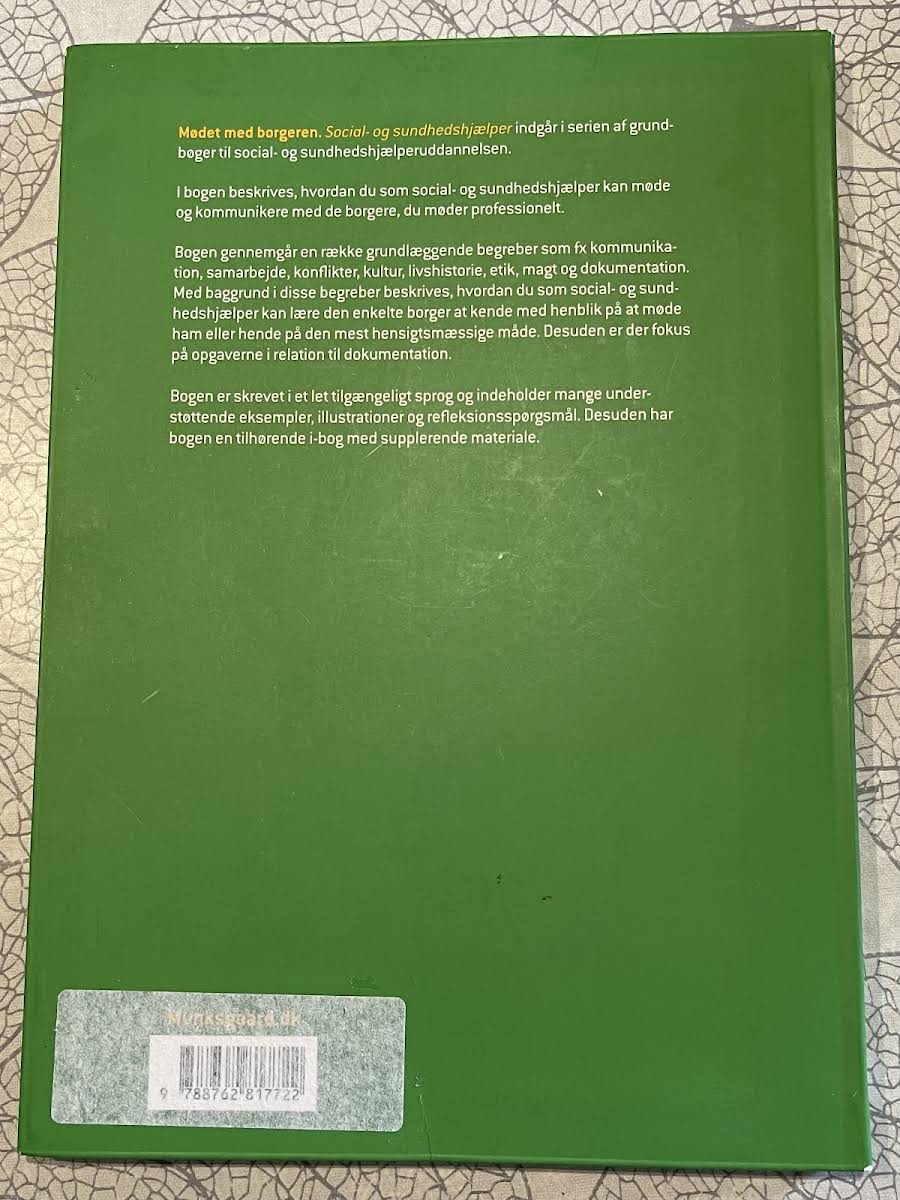 Mødet med borgeren. Social- og sundhedshjælper indgår i serien af grund-
bøger til social- og sundhedshjælperuddannelsen.
I bogen beskrives, hvordan du som social- og sundhedshjælper kan møde
og kommunikere med de borgere, du møder professionelt.
Bogen gennemgår en række grundlæggende begreber som fx kommunika-
tion, samarbejde, konflikter, kultur, livshistorie, etik, magt og dokumentation.
Med baggrund i disse begreber beskrives, hvordan du som social- og sund-
hedshjælper kan lære den enkelte borger at kende med henblik på at møde
ham eller hende på den mest hensigtsmæssige måde. Desuden er der fokus
på opgaverne i relation til dokumentation.
Bogen er skrevet i et let tilgængeligt sprog og indeholder mange under-
støttende eksempler, illustrationer og refleksionsspørgsmål. Desuden har
bogen en tilhørende i-bog med supplerende materiale.
Munksgaard.dk
9 788762 817722